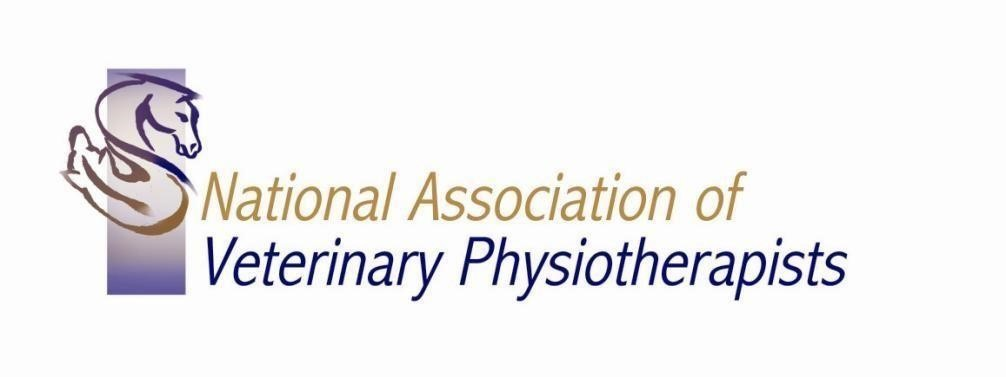 National Association of
Veterinary Physiotherapists